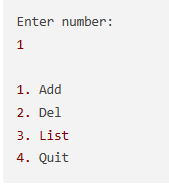 Enter number:
1
1. Add
2. Del
3. List
4. Quit